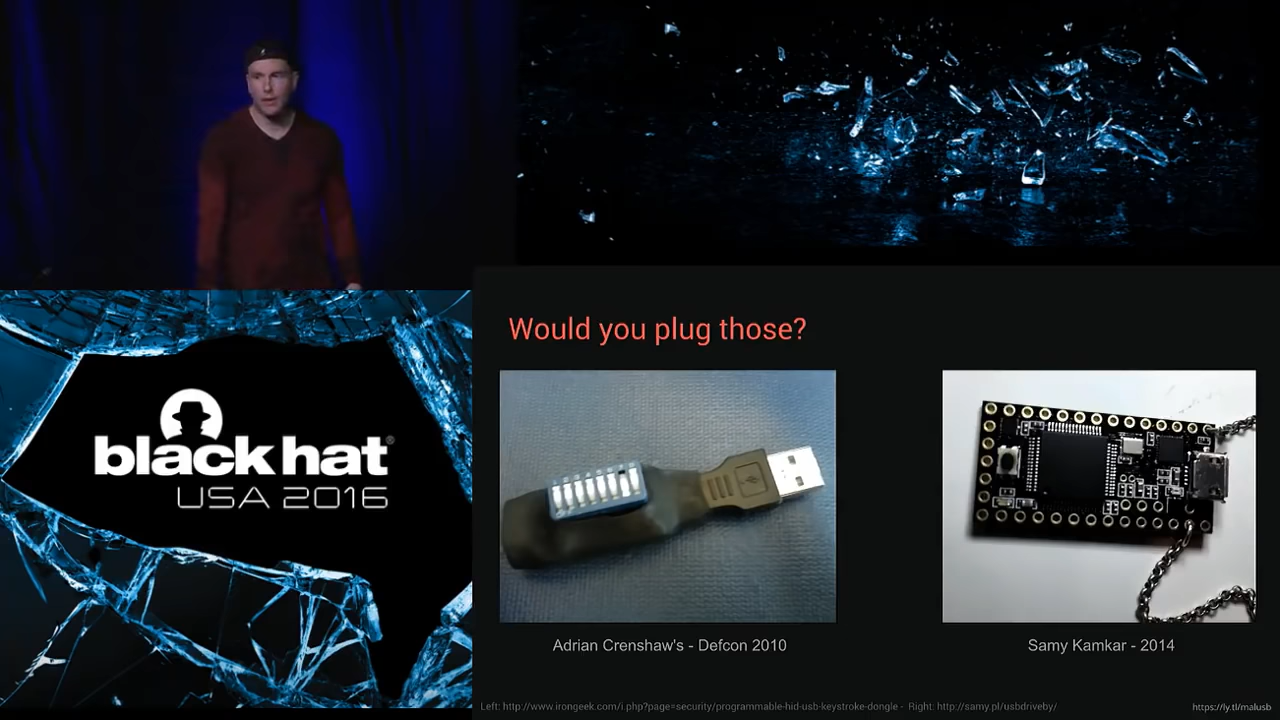 black hat®
USA 2016
Would you plug those?
Adrian Crenshaw's - Defcon 2010
Samy Kamkar - 2014
Left: http://www.irongeek.com/i.php?page=security/programmable-hid-usb-keystroke-dongle - Right: http://samy.pl/usbdriveby/
https://ly.tl/malusb